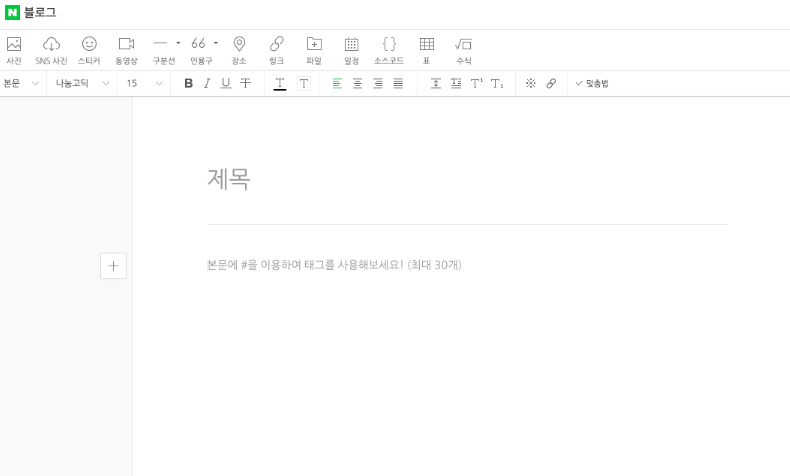 N 블로그
사진 SNS 사진 스티커 동영상 구분선 인용구 장소 링크 파일 일정 소스코드 표 수식
본문 나눔고딕 15 B I U T T T T¹ T₁ 맞춤법
제목
본문에 #을 이용하여 태그를 사용해보세요! (최대 30개)